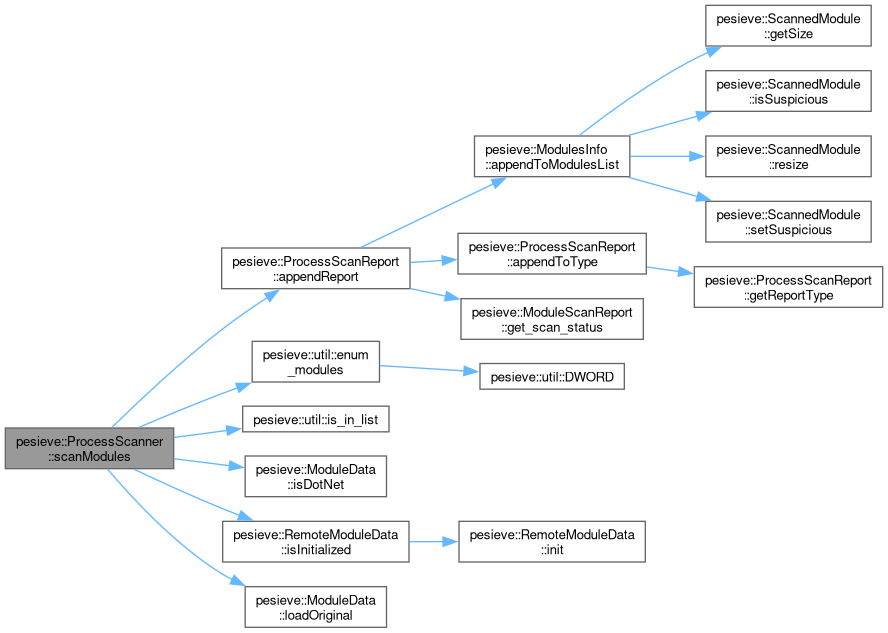 pesieve::ScannedModule
::getSize
pesieve::ScannedModule
::isSuspicious
pesieve::ModulesInfo
::appendToModulesList
pesieve::ScannedModule
::resize
pesieve::ScannedModule
::setSuspicious
pesieve::ProcessScanReport
::appendReport
pesieve::ProcessScanReport
::appendToType
pesieve::ProcessScanReport
::getReportType
pesieve::ModuleScanReport
::get_scan_status
pesieve::util::enum
_modules
pesieve::util::DWORD
pesieve::util::is_in_list
pesieve::ProcessScanner
::scanModules
pesieve::ModuleData
::isDotNet
pesieve::RemoteModuleData
::isInitialized
pesieve::RemoteModuleData
::init
pesieve::ModuleData
::loadOriginal